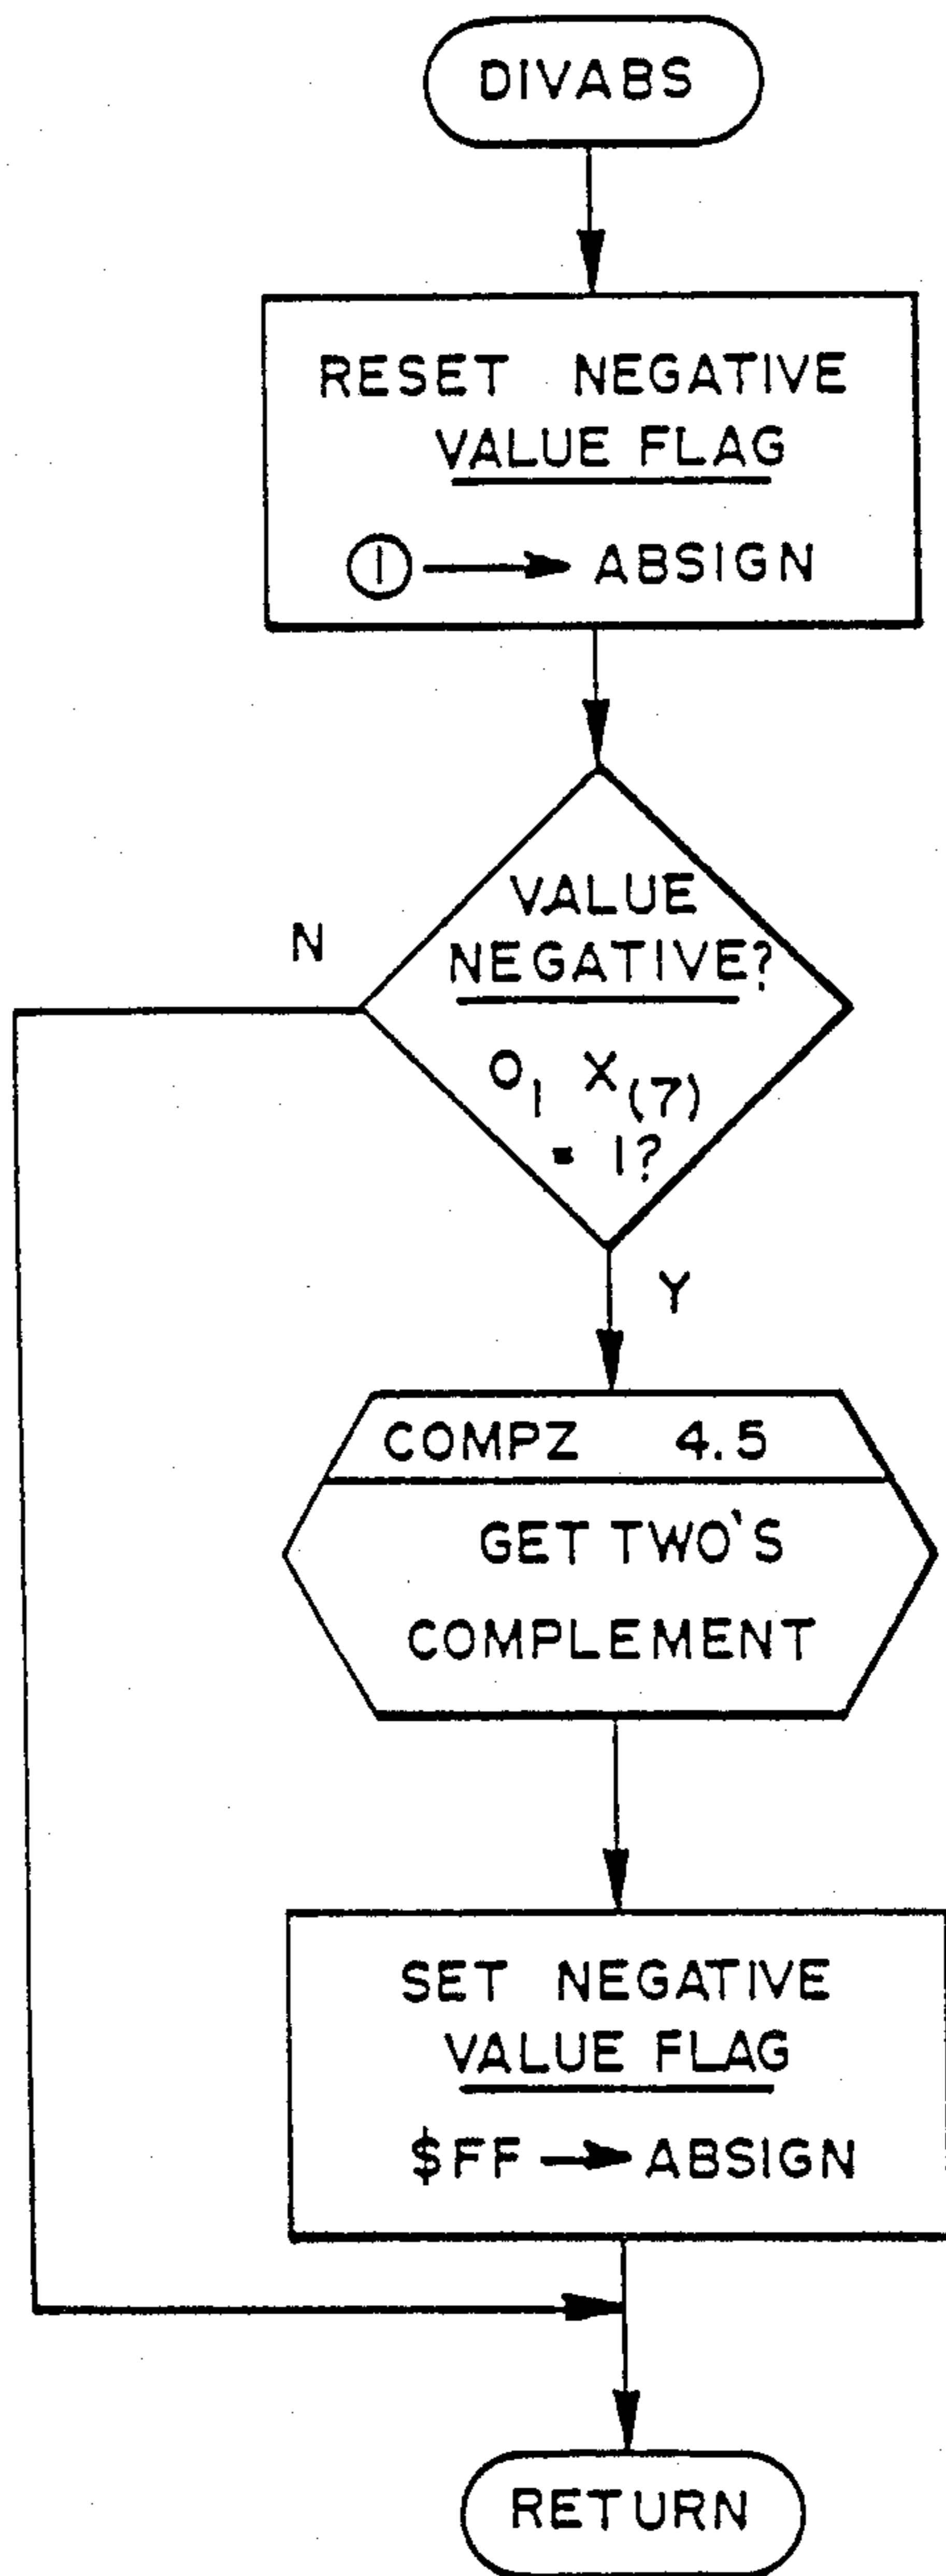 DIVABS
RESET NEGATIVE
VALUE FLAG
① → ABSIGN
VALUE
NEGATIVE?
N
O₁ X(7)
= 1?
Y
COMPZ 4.5
GET TWO'S
COMPLEMENT
SET NEGATIVE
VALUE FLAG
$FF → ABSIGN
RETURN